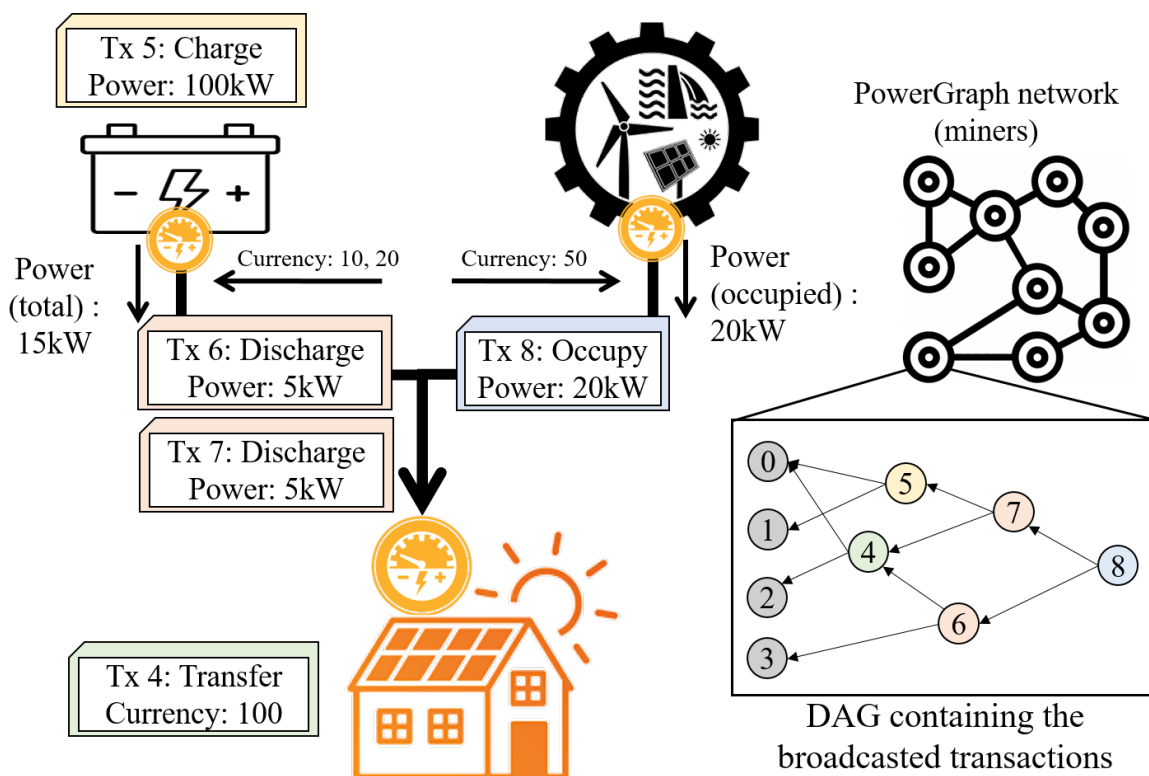 Tx 5: Charge
Power: 100kW
PowerGraph network
(miners)
Power
(total) :
15kW
Currency: 10, 20
Currency: 50
Power
(occupied) :
20kW
Tx 6: Discharge
Power: 5kW
Tx 8: Occupy
Power: 20kW
Tx 7: Discharge
Power: 5kW
0
1
2
3
5
4
7
6
8
Tx 4: Transfer
Currency: 100
DAG containing the
broadcasted transactions